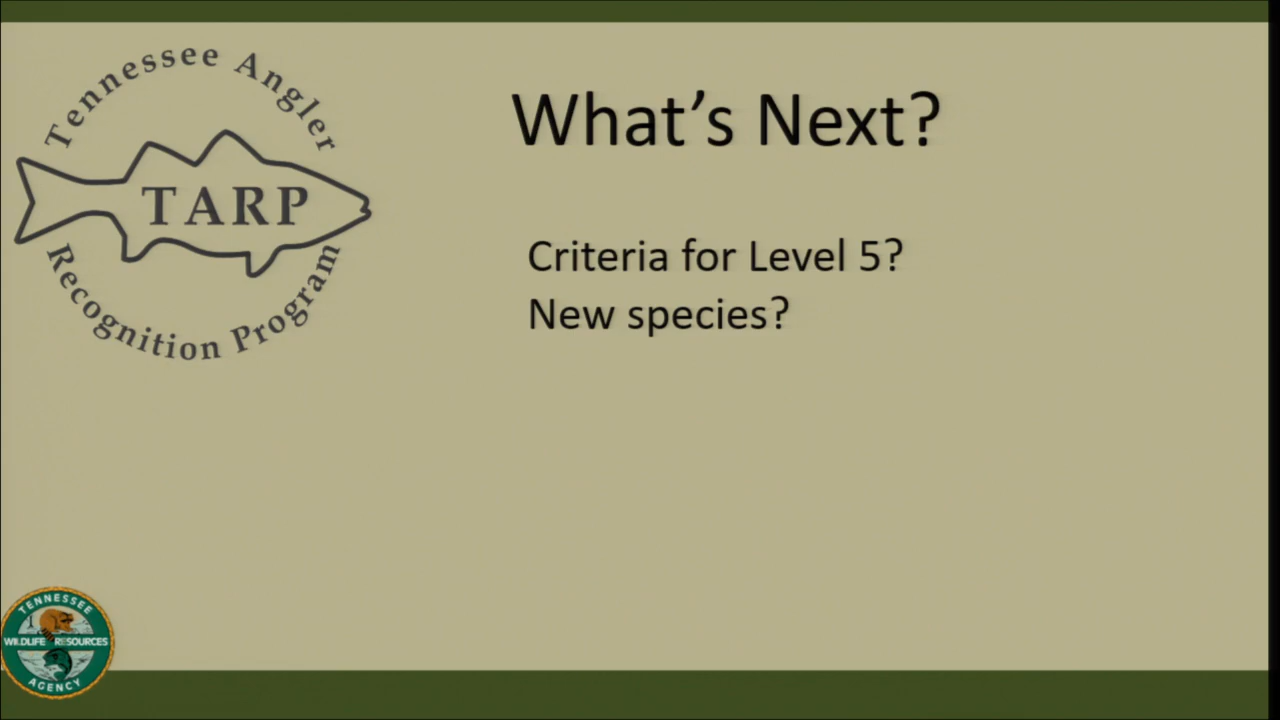 Tennessee Angler
TARP
Recognition Program
What's Next?
Criteria for Level 5?
New species?
TENNESSEE
WILDLIFE RESOURCES
AGENCY